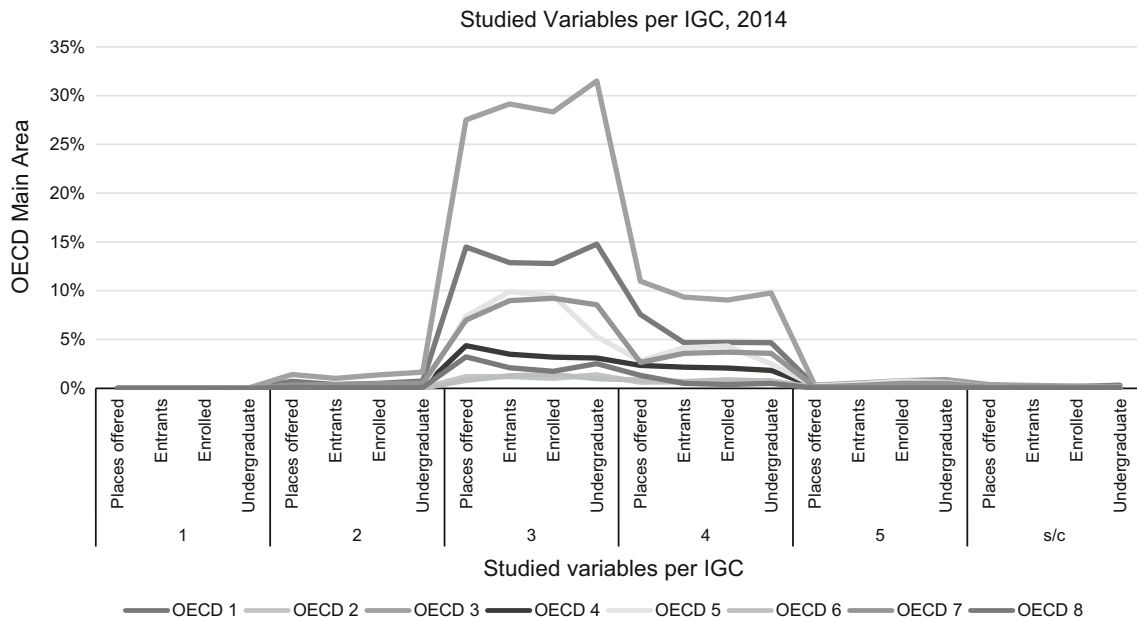 Studied Variables per IGC, 2014
OECD Main Area
35%
30%
25%
20%
15%
10%
5%
0%
Places offered
Entrants
Enrolled
Undergraduate
Places offered
Entrants
Enrolled
Undergraduate
Places offered
Entrants
Enrolled
Undergraduate
Places offered
Entrants
Enrolled
Undergraduate
Places offered
Entrants
Enrolled
Undergraduate
Places offered
Entrants
Enrolled
Undergraduate
1 2 3 4 5 s/c
Studied variables per IGC
OECD 1 OECD 2 OECD 3 OECD 4 OECD 5 OECD 6 OECD 7 OECD 8